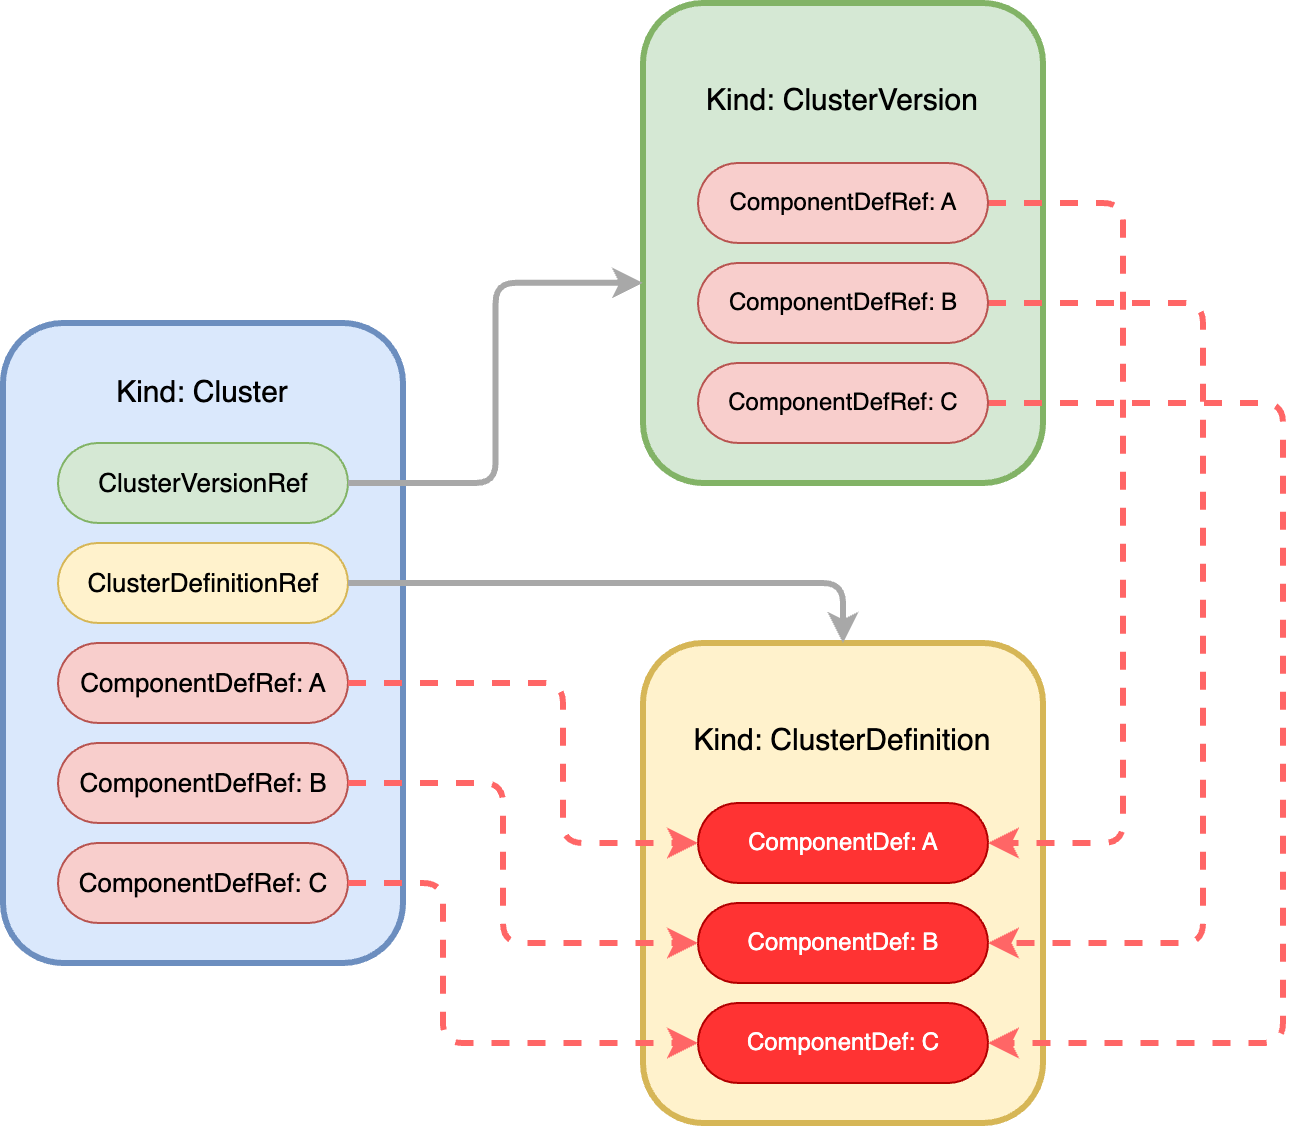 Kind: ClusterVersion
ComponentDefRef: A
ComponentDefRef: B
ComponentDefRef: C
Kind: Cluster
ClusterVersionRef
ClusterDefinitionRef
ComponentDefRef: A
ComponentDefRef: B
ComponentDefRef: C
Kind: ClusterDefinition
ComponentDef: A
ComponentDef: B
ComponentDef: C